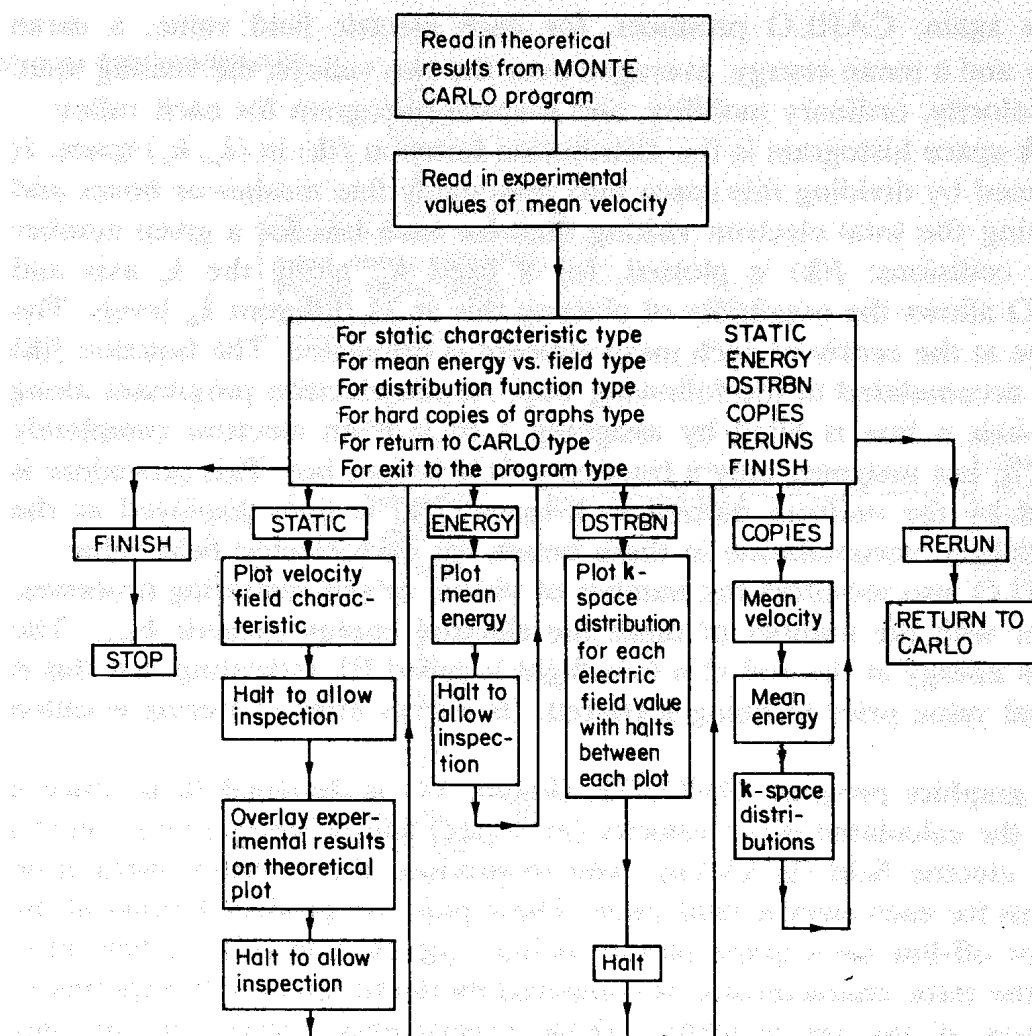 Read in theoretical
results from MONTE
CARLO program
Read in experimental
values of mean velocity
For static characteristic type STATIC
For mean energy vs. field type ENERGY
For distribution function type DSTRBN
For hard copies of graphs type COPIES
For return to CARLO type RERUNS
For exit to the program type FINISH
FINISH
STOP
STATIC
Plot velocity
field charac-
teristic
Halt to allow
inspection
Overlay exper-
imental results
on theoretical
plot
Halt to allow
inspection
ENERGY
Plot
mean
energy
Halt to
allow
inspec-
tion
DSTRBN
Plot k-
space
distribution
for each
electric
field value
with halts
between
each plot
Halt
COPIES
Mean
velocity
Mean
energy
k-space
distri-
butions
RERUN
RETURN TO
CARLO